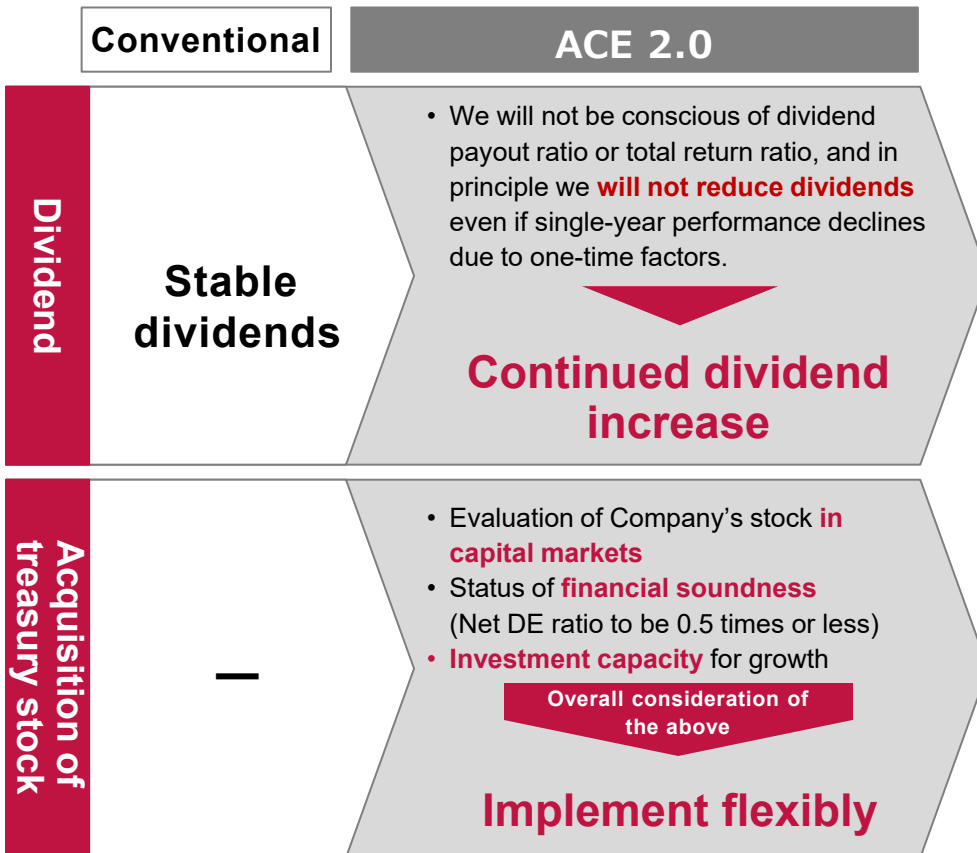 Conventional
ACE 2.0
Dividend
Stable
dividends
• We will not be conscious of dividend
payout ratio or total return ratio, and in
principle we will not reduce dividends
even if single-year performance declines
due to one-time factors.
Continued dividend
increase
Acquisition of
treasury stock
—
• Evaluation of Company’s stock in
capital markets
• Status of financial soundness
(Net DE ratio to be 0.5 times or less)
• Investment capacity for growth
Overall consideration of
the above
Implement flexibly